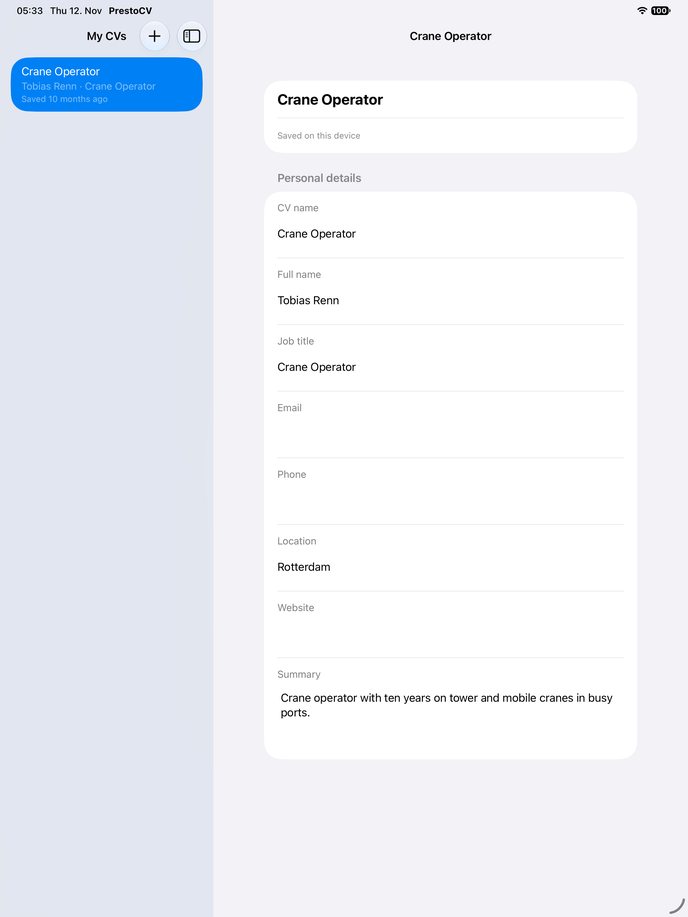 05:33 Thu 12. Nov PrestoCV
100
My CVs
Crane Operator
Tobias Renn · Crane Operator
Saved 10 months ago
Crane Operator
Crane Operator
Saved on this device
Personal details
CV name
Crane Operator
Full name
Tobias Renn
Job title
Crane Operator
Email
Phone
Location
Rotterdam
Website
Summary
Crane operator with ten years on tower and mobile cranes in busy
ports.